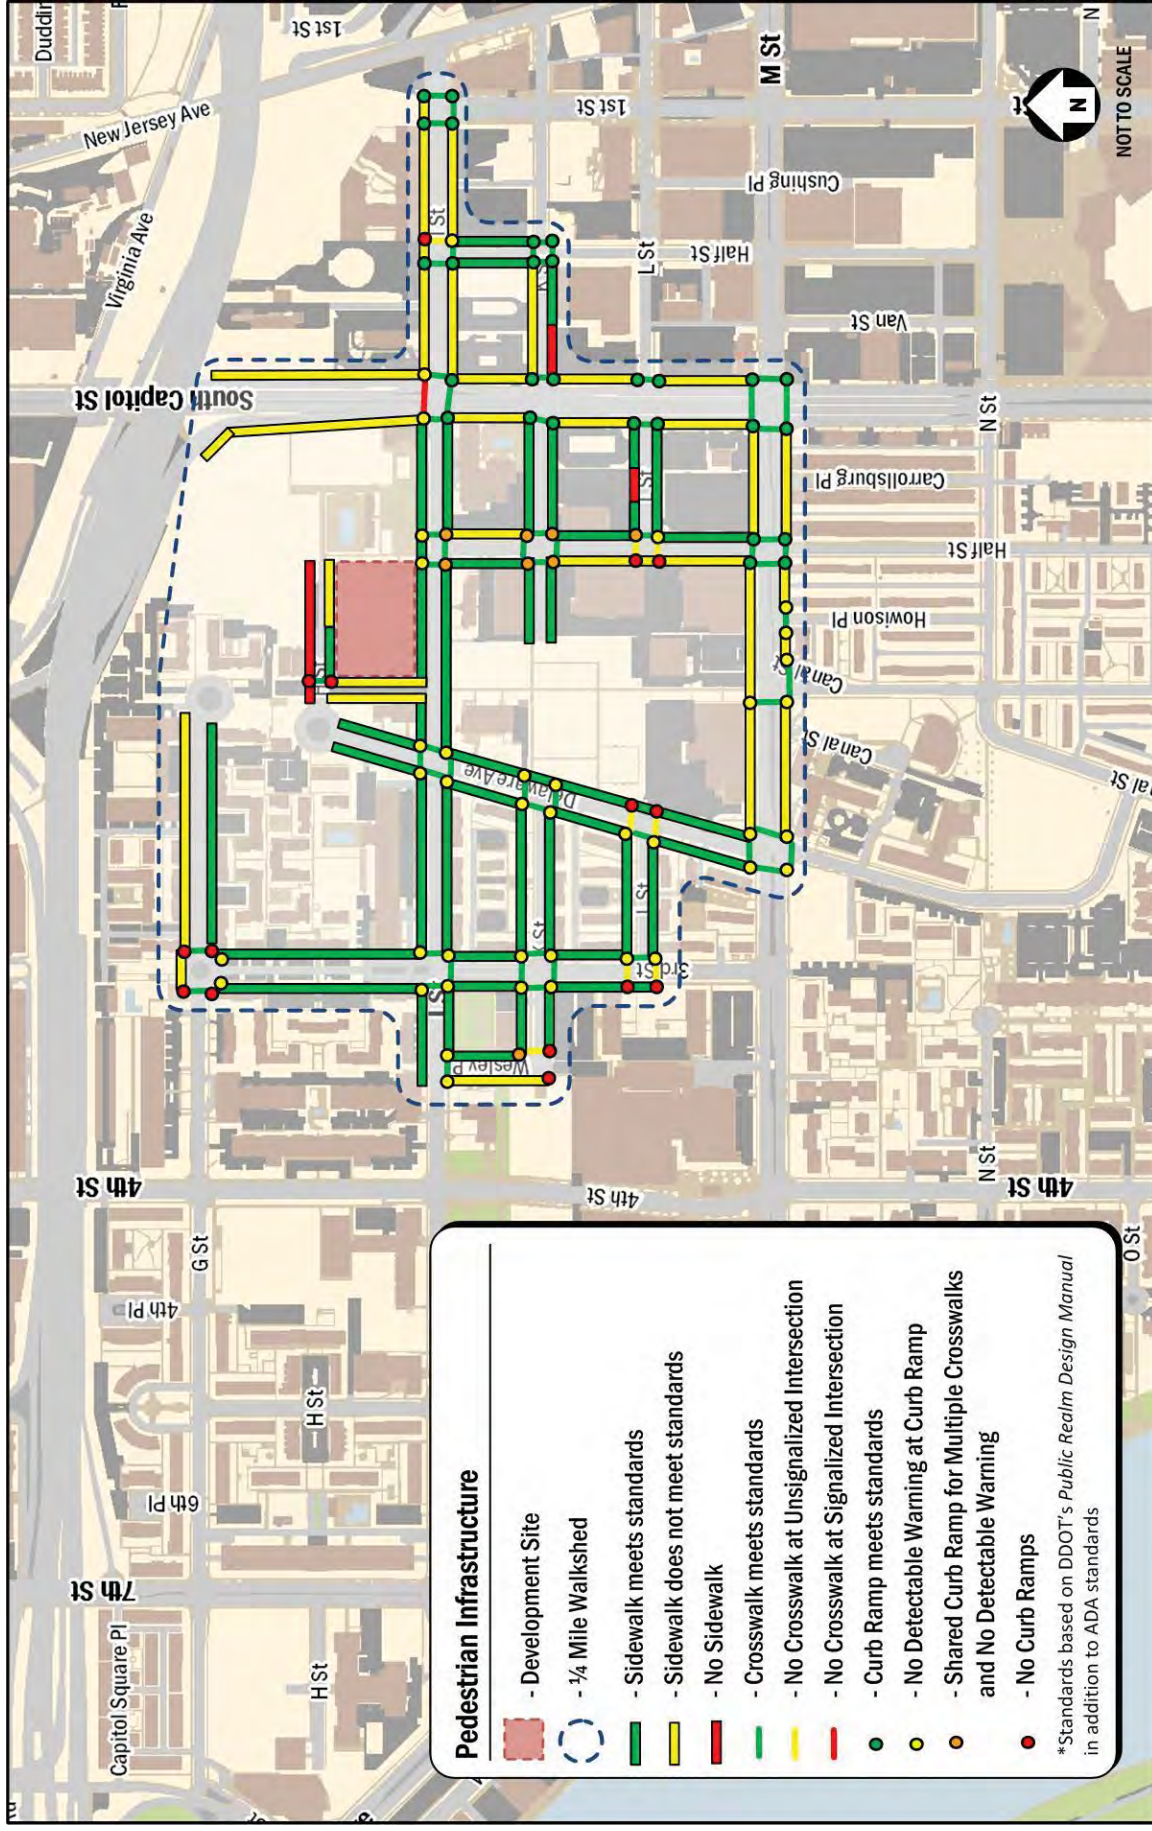 Pedestrian Infrastructure
- Development Site
- ¼ Mile Walkshed
- Sidewalk meets standards
- Sidewalk does not meet standards
- No Sidewalk
- Crosswalk meets standards
- No Crosswalk at Unsignalized Intersection
- No Crosswalk at Signalized Intersection
- Curb Ramp meets standards
- No Detectable Warning at Curb Ramp
- Shared Curb Ramp for Multiple Crosswalks
and No Detectable Warning
- No Curb Ramps
*Standards based on DDOT's Public Realm Design Manual
in addition to ADA standards
Capitol Square Pl
7th St
6th Pl
4th Pl
4th St
G St
H St
H St
4th St
N St
4th St
O St
Wesley P
3rd St
L St
Delaware Ave
Canal St
Canal St
Howison Pl
Half St
Carrollsburg Pl
N St
South Capitol St
Virginia Ave
New Jersey Ave
Duddin
1st St
I St
L St
Half St
Van St
Cushing Pl
1st St
M St
N
N
NOT TO SCALE